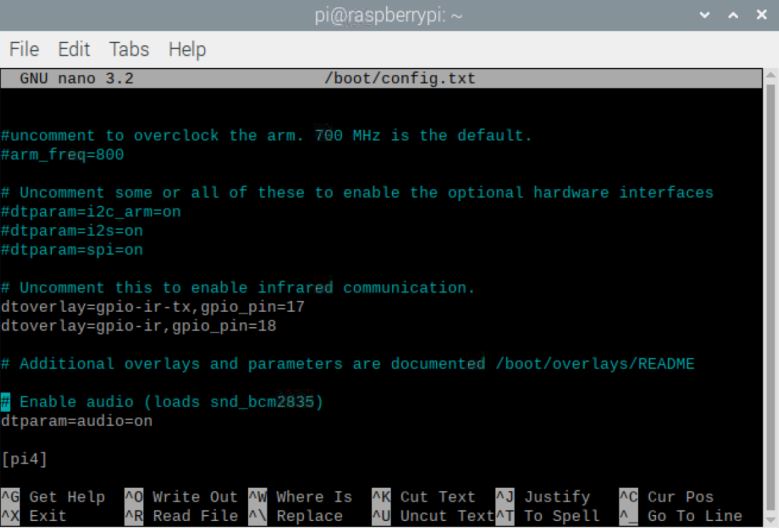 pi@raspberrypi: ~
File Edit Tabs Help
GNU nano 3.2 /boot/config.txt
#uncomment to overclock the arm. 700 MHz is the default.
#arm_freq=800
# Uncomment some or all of these to enable the optional hardware interfaces
#dtparam=i2c_arm=on
#dtparam=i2s=on
#dtparam=spi=on
# Uncomment this to enable infrared communication.
dtoverlay=gpio-ir-tx,gpio_pin=17
dtoverlay=gpio-ir,gpio_pin=18
# Additional overlays and parameters are documented /boot/overlays/README
# Enable audio (loads snd_bcm2835)
dtparam=audio=on
[pi4]
^G Get Help ^O Write Out ^W Where Is ^K Cut Text ^J Justify ^C Cur Pos
^X Exit ^R Read File ^\ Replace ^U Uncut Text ^T To Spell ^_ Go To Line